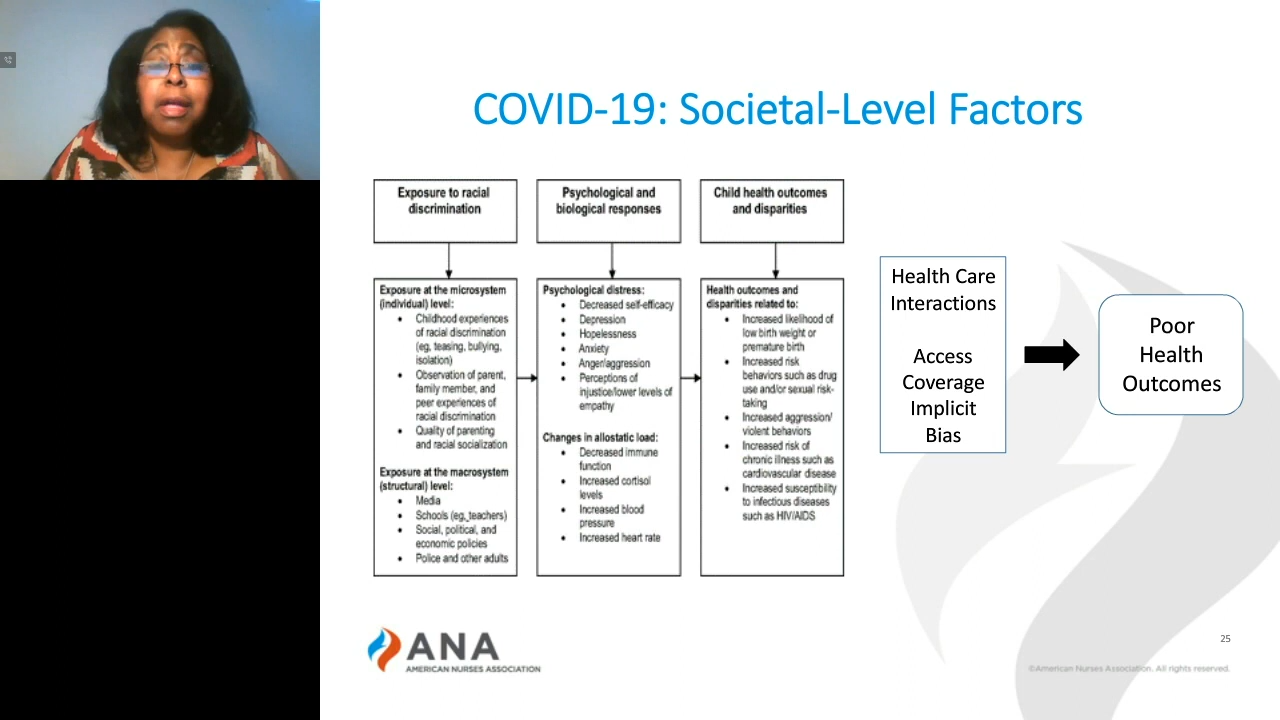 COVID-19: Societal-Level Factors
Exposure to racial
discrimination
Exposure at the microsystem
(individual) level:
• Childhood experiences
of racial discrimination
(eg, teasing, bullying,
isolation)
• Observation of parent,
family member, and
peer experiences of
racial discrimination
• Quality of parenting
and racial socialization
Exposure at the macrosystem
(structural) level:
• Media
• Schools (eg, teachers)
• Social, political, and
economic policies
• Police and other adults
Psychological and
biological responses
Psychological distress:
• Decreased self-efficacy
• Depression
• Hopelessness
• Anxiety
• Anger/aggression
• Perceptions of
injustice/lower levels of
empathy
Changes in allostatic load:
• Decreased immune
function
• Increased cortisol
levels
• Increased blood
pressure
• Increased heart rate
Child health outcomes
and disparities
Health outcomes and
disparities related to:
• Increased likelihood of
low birth weight or
premature birth
• Increased risk
behaviors such as drug
use and/or sexual risk-
taking
• Increased aggression/
violent behaviors
• Increased risk of
chronic illness such as
cardiovascular disease
• Increased susceptibility
to infectious diseases
such as HIV/AIDS
Health Care
Interactions
Access
Coverage
Implicit
Bias
Poor
Health
Outcomes
ANA
AMERICAN NURSES ASSOCIATION
25
©American Nurses Association. All rights reserved.